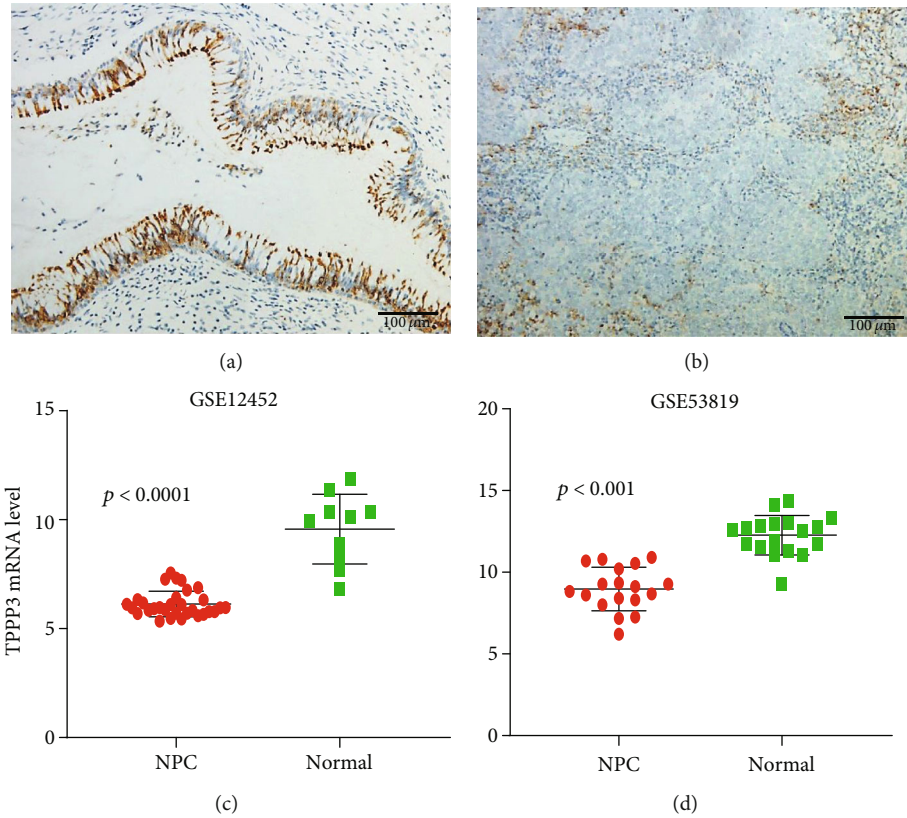 100 μm
100 μm
(a)
(b)
GSE12452
GSE53819
TPPP3 mRNA level
15
10
5
0
p < 0.0001
NPC
Normal
20
15
10
5
0
p < 0.001
NPC
Normal
(c)
(d)